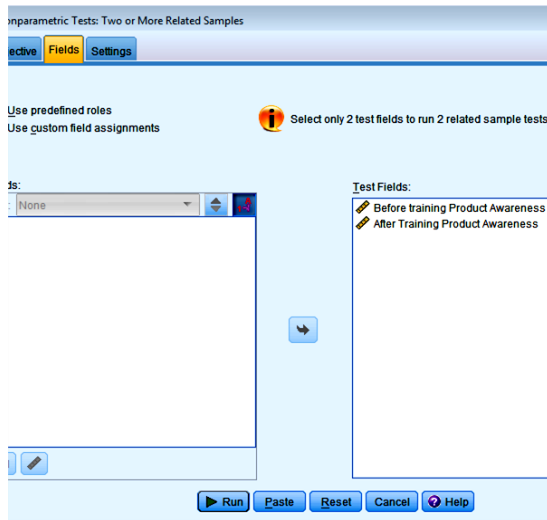 onparametric Tests: Two or More Related Samples
ective Fields Settings
Use predefined roles
Use custom field assignments
Select only 2 test fields to run 2 related sample tests
ds:
: None
Test Fields:
Before training Product Awareness
After Training Product Awareness
Run Paste Reset Cancel Help